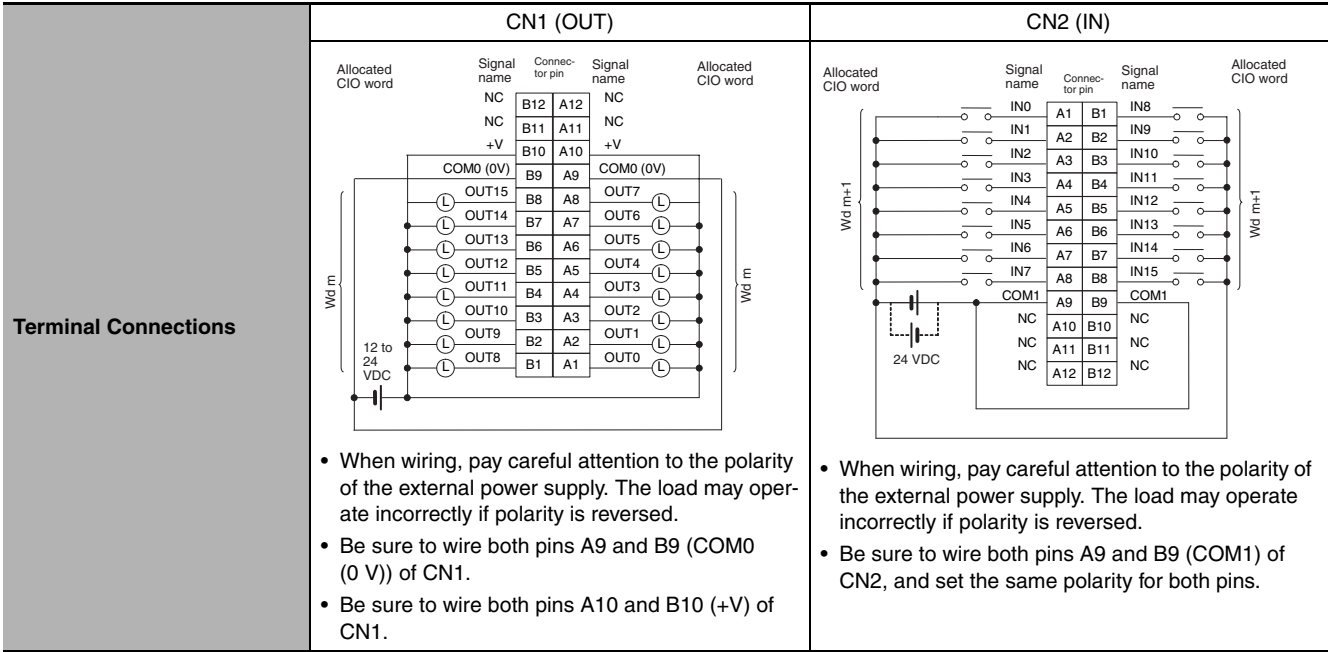 Terminal Connections
CN1 (OUT)
Allocated
CIO word
Signal
name
Connec-
tor pin
Signal
name
Allocated
CIO word
NC B12 A12 NC
NC B11 A11 NC
+V B10 A10 +V
COM0 (0V) B9 A9 COM0 (0V)
L OUT15 B8 A8 OUT7 L
L OUT14 B7 A7 OUT6 L
L OUT13 B6 A6 OUT5 L
L OUT12 B5 A5 OUT4 L
L OUT11 B4 A4 OUT3 L
L OUT10 B3 A3 OUT2 L
L OUT9 B2 A2 OUT1 L
L OUT8 B1 A1 OUT0 L
Wd m
Wd m
12 to
24
VDC
• When wiring, pay careful attention to the polarity
of the external power supply. The load may oper-
ate incorrectly if polarity is reversed.
• Be sure to wire both pins A9 and B9 (COM0
(0 V)) of CN1.
• Be sure to wire both pins A10 and B10 (+V) of
CN1.
CN2 (IN)
Allocated
CIO word
Signal
name
Connec-
tor pin
Signal
name
Allocated
CIO word
IN0 A1 B1 IN8
IN1 A2 B2 IN9
IN2 A3 B3 IN10
IN3 A4 B4 IN11
IN4 A5 B5 IN12
IN5 A6 B6 IN13
IN6 A7 B7 IN14
IN7 A8 B8 IN15
COM1 A9 B9 COM1
NC A10 B10 NC
NC A11 B11 NC
NC A12 B12 NC
Wd m+1
Wd m+1
24 VDC
• When wiring, pay careful attention to the polarity of
the external power supply. The load may operate
incorrectly if polarity is reversed.
• Be sure to wire both pins A9 and B9 (COM1) of
CN2, and set the same polarity for both pins.